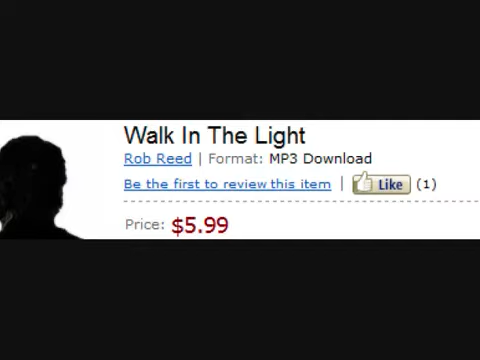 Walk In The Light
Rob Reed | Format: MP3 Download
Be the first to review this item | Like (1)
Price: $5.99